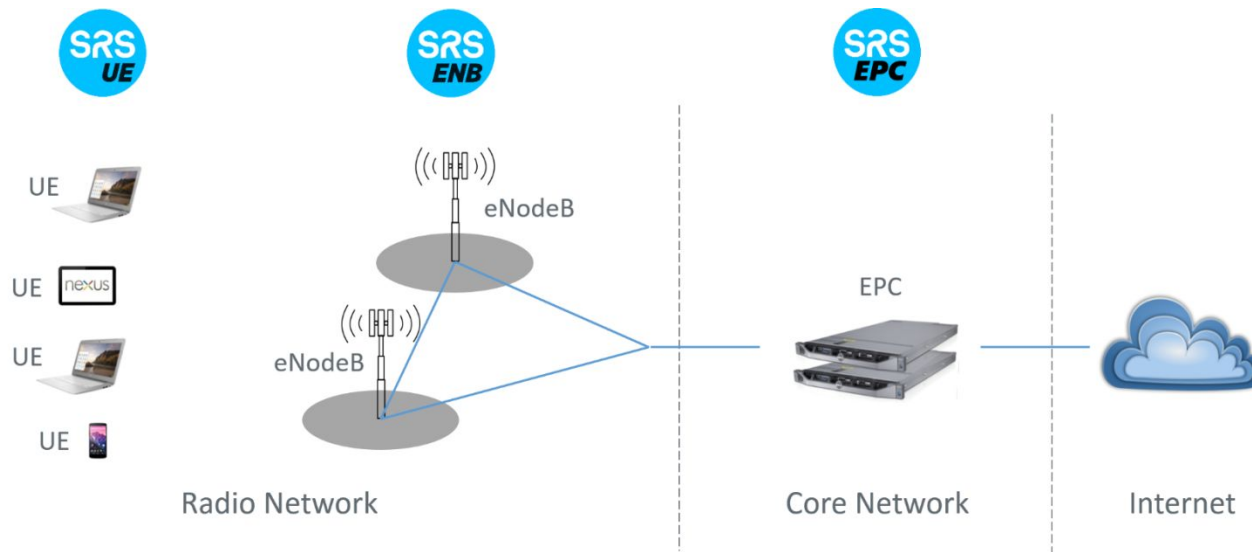 SRS
UE
SRS
ENB
SRS
EPC
UE
eNodeB
UE
nexus
EPC
UE
eNodeB
UE
Radio Network
Core Network
Internet